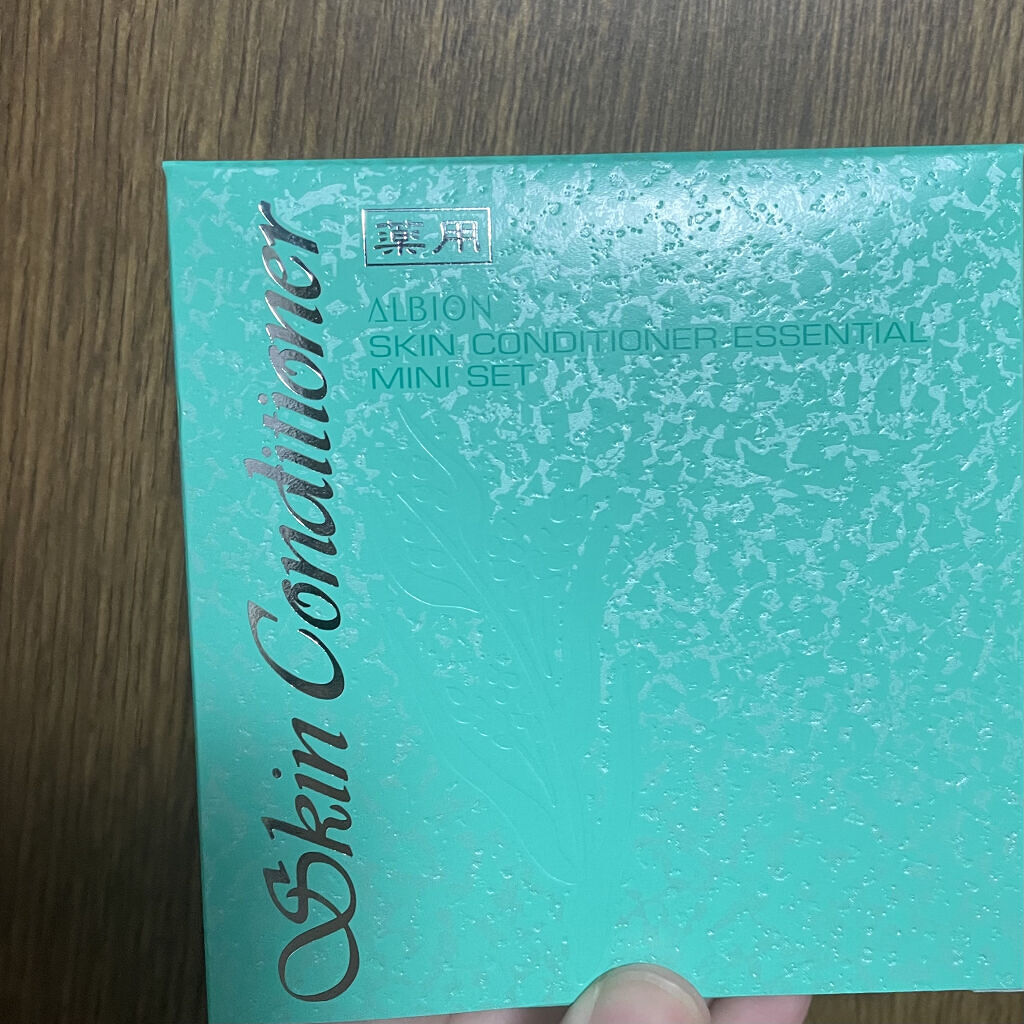 Skin Conditioner
薬用
ALBION
SKIN CONDITIONER ESSENTIAL
MINI SET